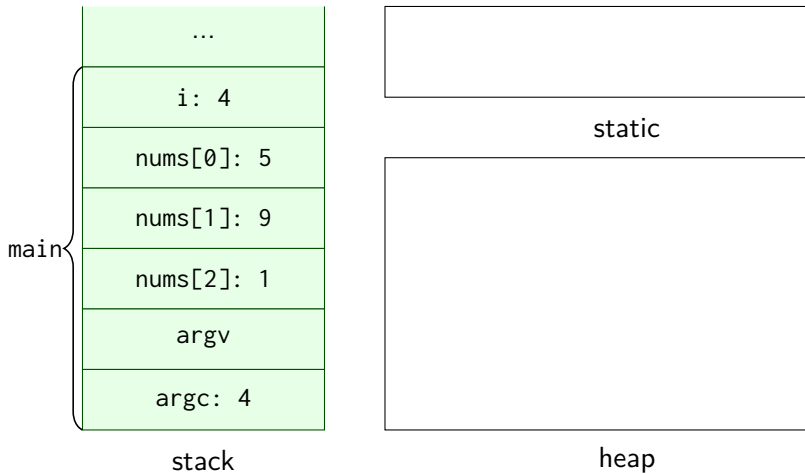 ...
i: 4
nums[0]: 5
nums[1]: 9
nums[2]: 1
argv
argc: 4
main
stack
static
heap